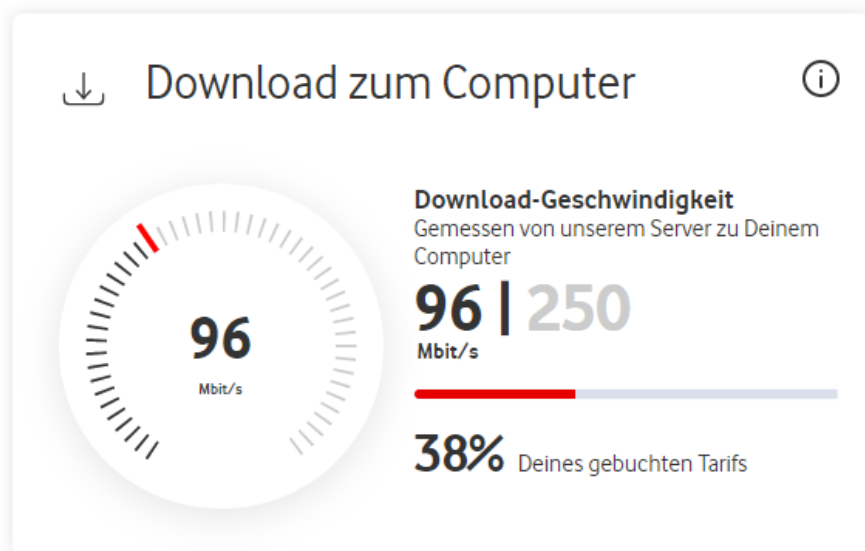 Download zum Computer
96
Mbit/s
Download-Geschwindigkeit
Gemessen von unserem Server zu Deinem
Computer
96 | 250
Mbit/s
38% Deines gebuchten Tarifs